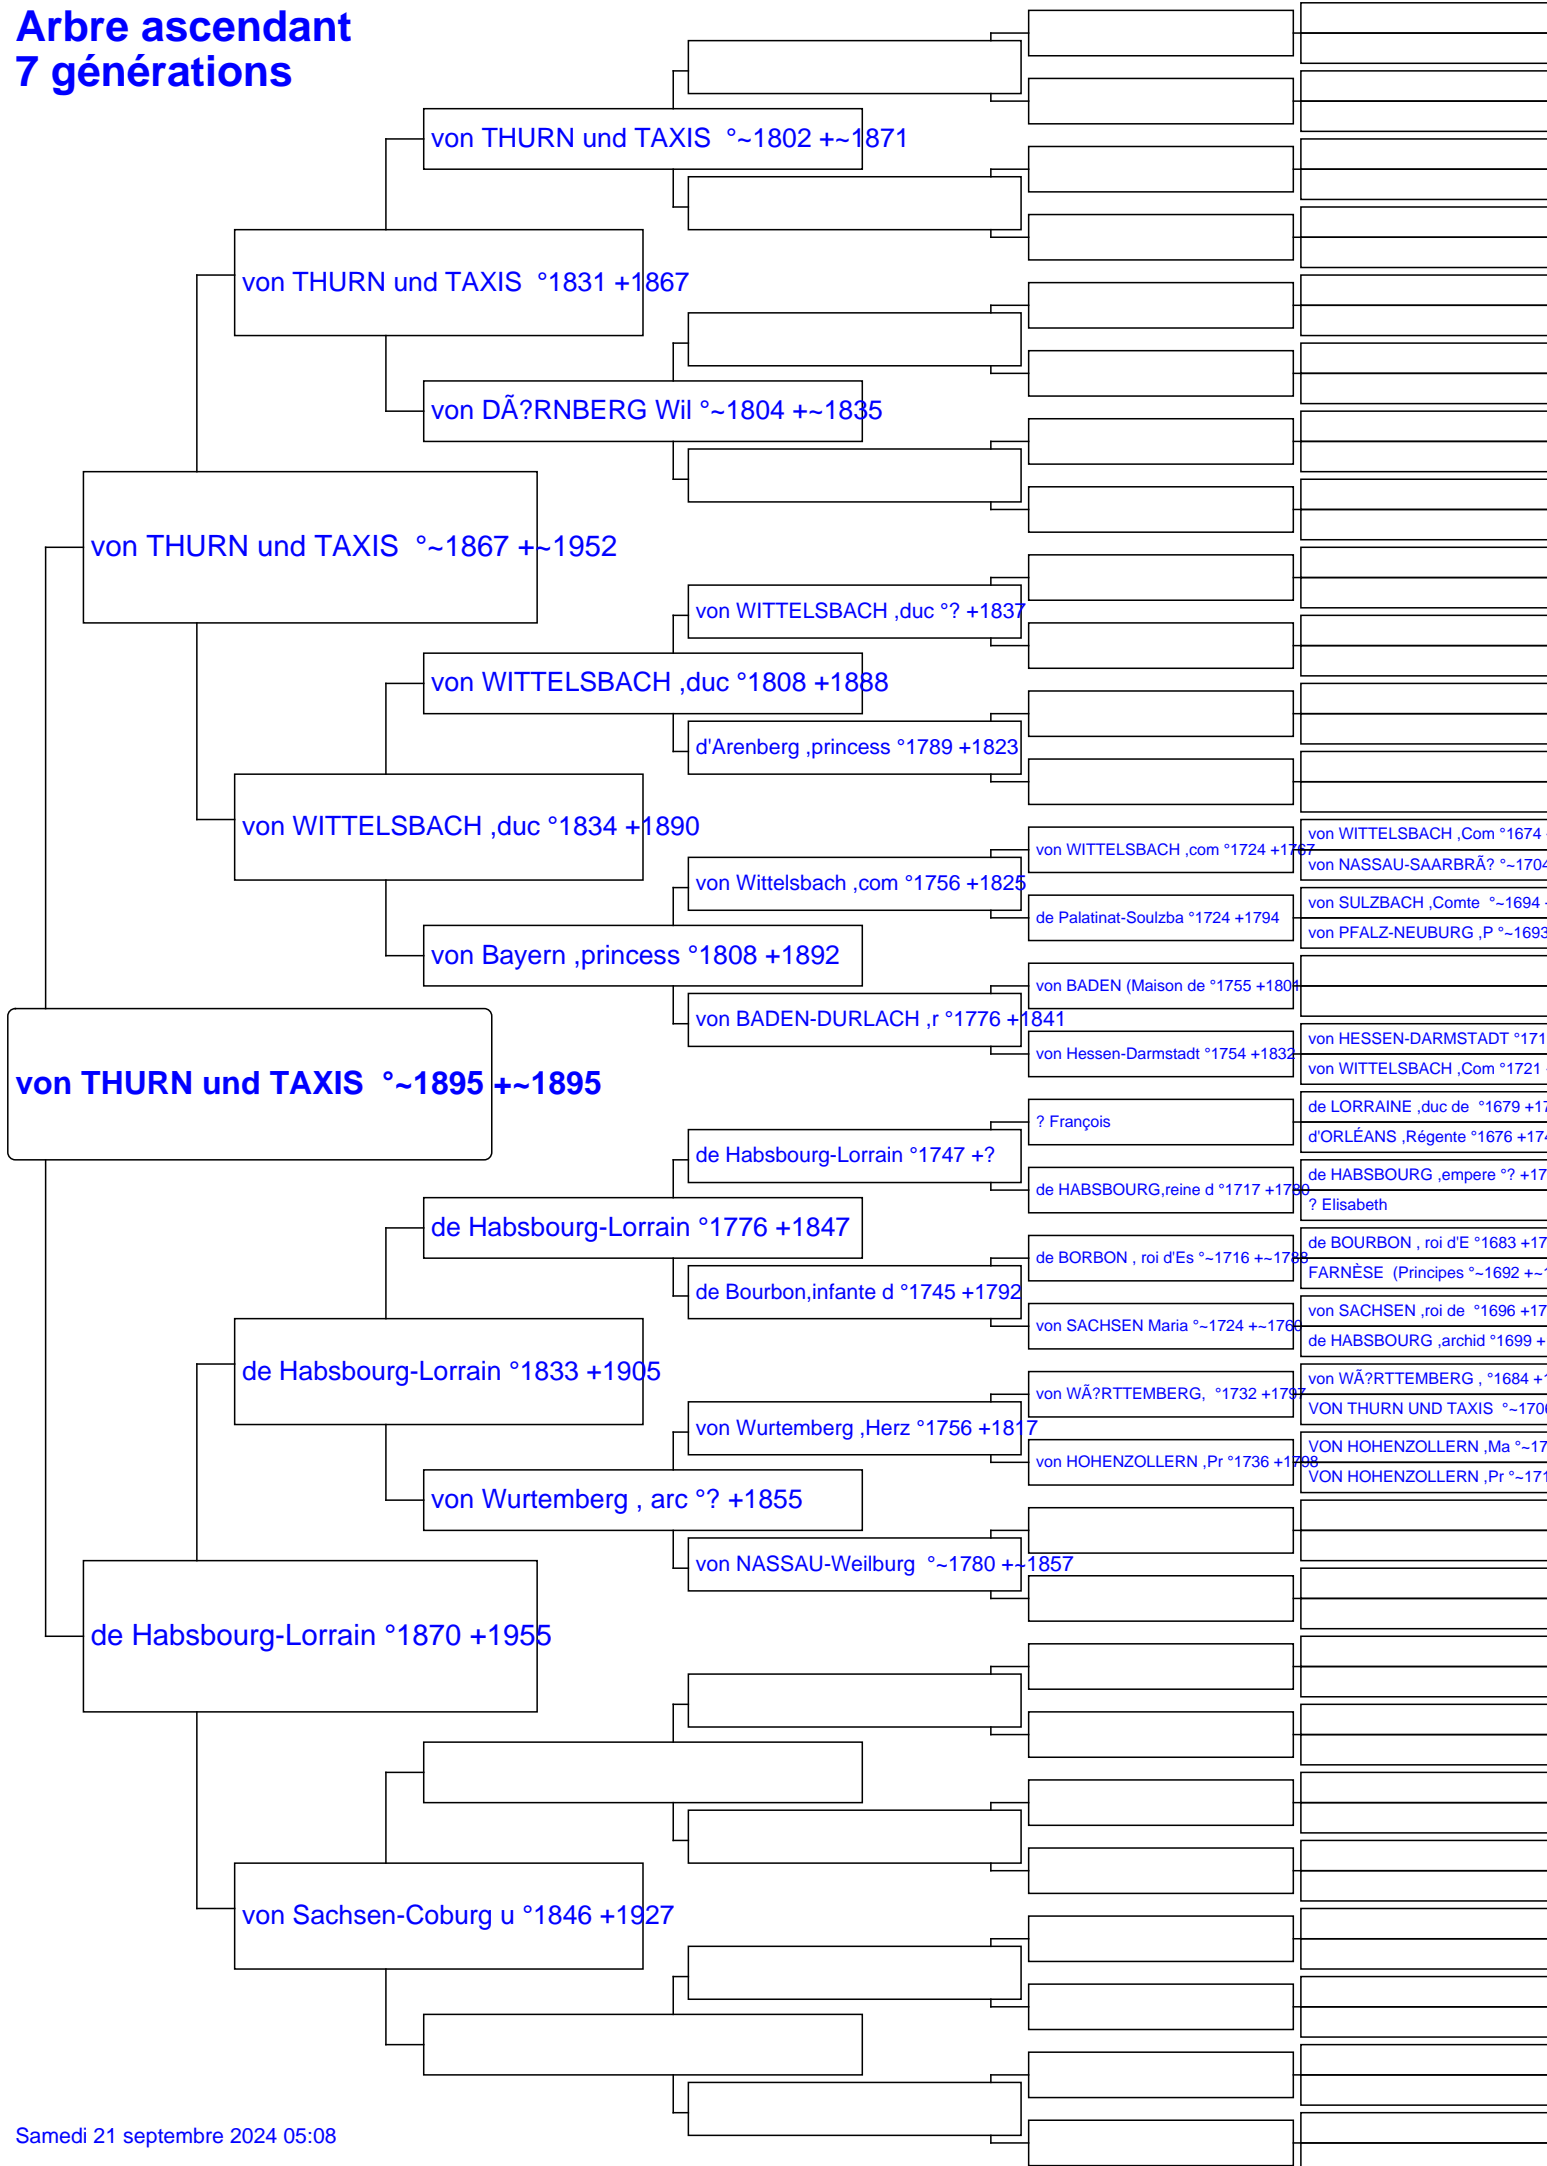 Arbre ascendant
7 générations
von THURN und TAXIS °~1802 +~1871
von THURN und TAXIS °1831 +1867
von DÃ?RNBERG Wil °~1804 +~1835
von THURN und TAXIS °~1867 +~1952
von WITTELSBACH ,duc °? +1837
von WITTELSBACH ,duc °1808 +1888
d'Arenberg ,princess °1789 +1823
von WITTELSBACH ,duc °1834 +1890
von WITTELSBACH ,Com °1674
von WITTELSBACH ,com °1724 +1767
von NASSAU-SAARBRÃ? °~1704
von Wittelsbach ,com °1756 +1825
von SULZBACH ,Comte °~1694
de Palatinat-Soulzba °1724 +1794
von PFALZ-NEUBURG ,P °~1693
von Bayern ,princess °1808 +1892
von BADEN (Maison de °1755 +1801
von BADEN-DURLACH ,r °1776 +1841
von HESSEN-DARMSTADT °171
von Hessen-Darmstadt °1754 +1832
von WITTELSBACH ,Com °1721
von THURN und TAXIS °~1895 +~1895
de LORRAINE ,duc de °1679 +17
? François
d'ORLÉANS ,Régente °1676 +174
de Habsbourg-Lorrain °1747 +?
de HABSBOURG ,empere °? +17
de HABSBOURG,reine d °1717 +1780
? Elisabeth
de Habsbourg-Lorrain °1776 +1847
de BOURBON , roi d'E °1683 +17
de BORBON , roi d'Es °~1716 +~1788
FARNÈSE (Principes °~1692 +~1
de Bourbon,infante d °1745 +1792
von SACHSEN ,roi de °1696 +17
von SACHSEN Maria °~1724 +~1760
de HABSBOURG ,archid °1699 +
de Habsbourg-Lorrain °1833 +1905
von WÃ?RTTEMBERG , °1684 +1
von WÃ?RTTEMBERG, °1732 +1797
VON THURN UND TAXIS °~1706
von Wurtemberg ,Herz °1756 +1817
VON HOHENZOLLERN ,Ma °~17
von HOHENZOLLERN ,Pr °1736 +1798
VON HOHENZOLLERN ,Pr °~171
von Wurtemberg , arc °? +1855
von NASSAU-Weilburg °~1780 +~1857
de Habsbourg-Lorrain °1870 +1955
von Sachsen-Coburg u °1846 +1927
Samedi 21 septembre 2024 05:08